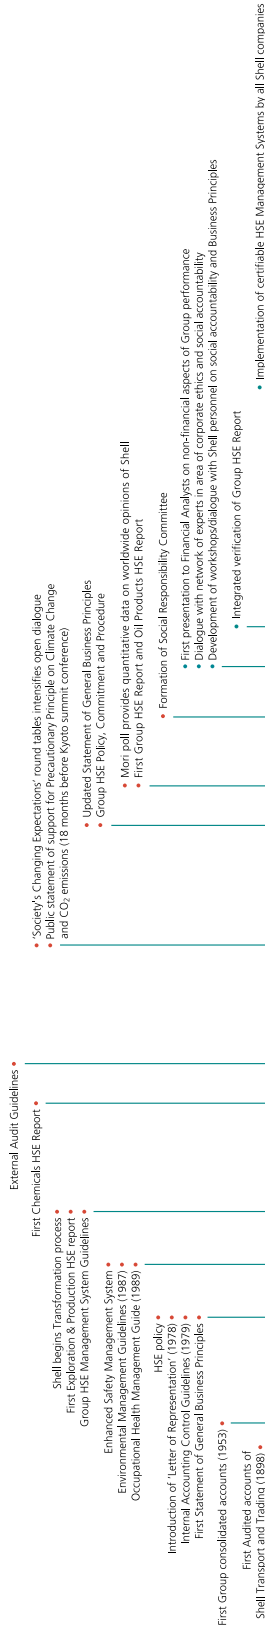 External Audit Guidelines •
First Chemicals HSE Report •
Shell begins Transformation process •
First Exploration & Production HSE report •
Group HSE Management System Guidelines •
Enhanced Safety Management System •
Environmental Management Guidelines (1987) •
Occupational Health Management Guide (1989) •
HSE policy •
Introduction of 'Letter of Representation' (1978) •
Internal Accounting Control Guidelines (1979) •
First Statement of General Business Principles •
First Group consolidated accounts (1953) •
First Audited accounts of
Shell Transport and Trading (1898) •
• 'Society's Changing Expectations' round tables intensifies open dialogue
• Public statement of support for Precautionary Principle on Climate Change
and CO₂ emissions (18 months before Kyoto summit conference)
• Updated Statement of General Business Principles
• Group HSE Policy, Commitment and Procedure
• Mori poll provides quantitative data on worldwide opinions of Shell
• First Group HSE Report and Oil Products HSE Report
• Formation of Social Responsibility Committee
• First presentation to Financial Analysts on non-financial aspects of Group performance
• Dialogue with network of experts in area of corporate ethics and social accountability
• Development of workshops/dialogue with Shell personnel on social accountability and Business Principles
• Integrated verification of Group HSE Report
• Implementation of certifiable HSE Management Systems by all Shell companies